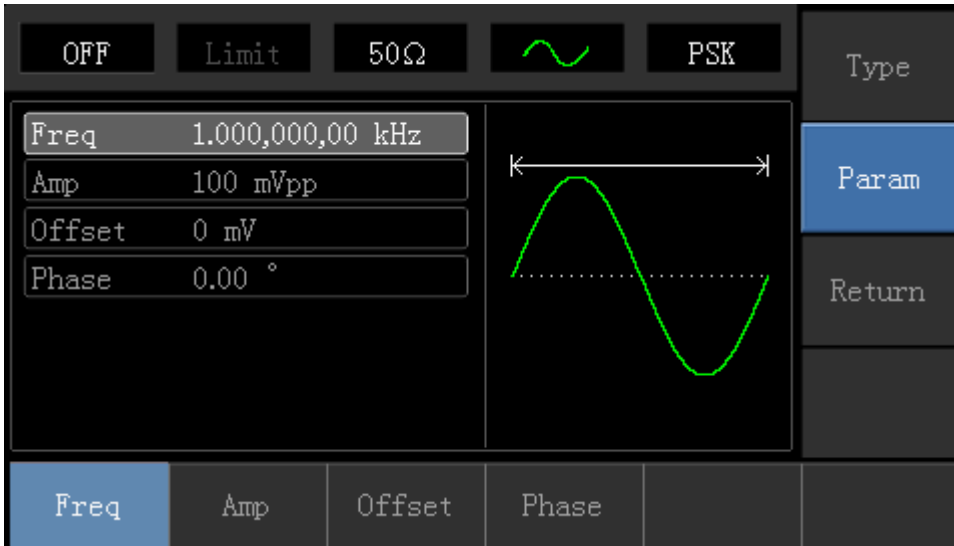 OFF Limit 50Ω PSK
Type
Freq 1.000,000,00 kHz
Amp 100 mVpp
Offset 0 mV
Phase 0.00 °
Param
Return
Freq Amp Offset Phase